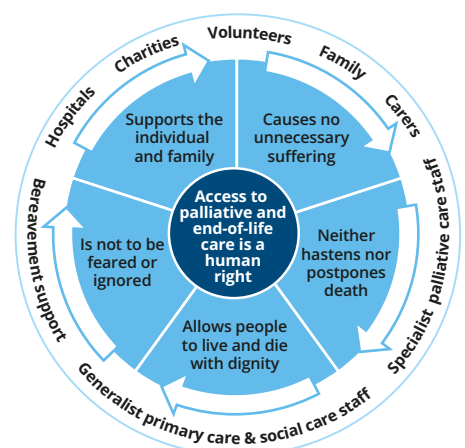 Volunteers
Family
Carers
Specialist palliative care staff
Generalist primary care & social care staff
Bereavement support
Hospitals
Charities
Supports the
individual
and family
Causes no
unnecessary
suffering
Neither
hastens nor
postpones
death
Allows people
to live and die
with dignity
Is not to be
feared or
ignored
Access to
palliative and
end-of-life
care is a
human
right